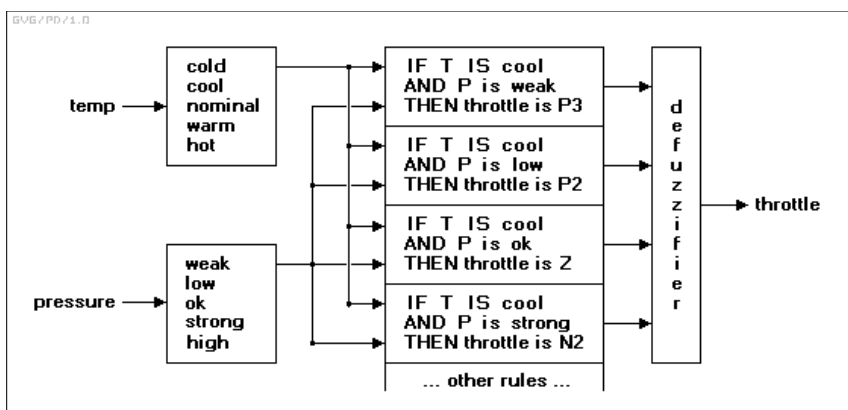 GVG/PD/1.0
temp
cold
cool
nominal
warm
hot
pressure
weak
low
ok
strong
high
IF T IS cool
AND P is weak
THEN throttle is P3
IF T IS cool
AND P is low
THEN throttle is P2
IF T IS cool
AND P is ok
THEN throttle is Z
IF T IS cool
AND P is strong
THEN throttle is N2
... other rules ...
defuzzifier
throttle